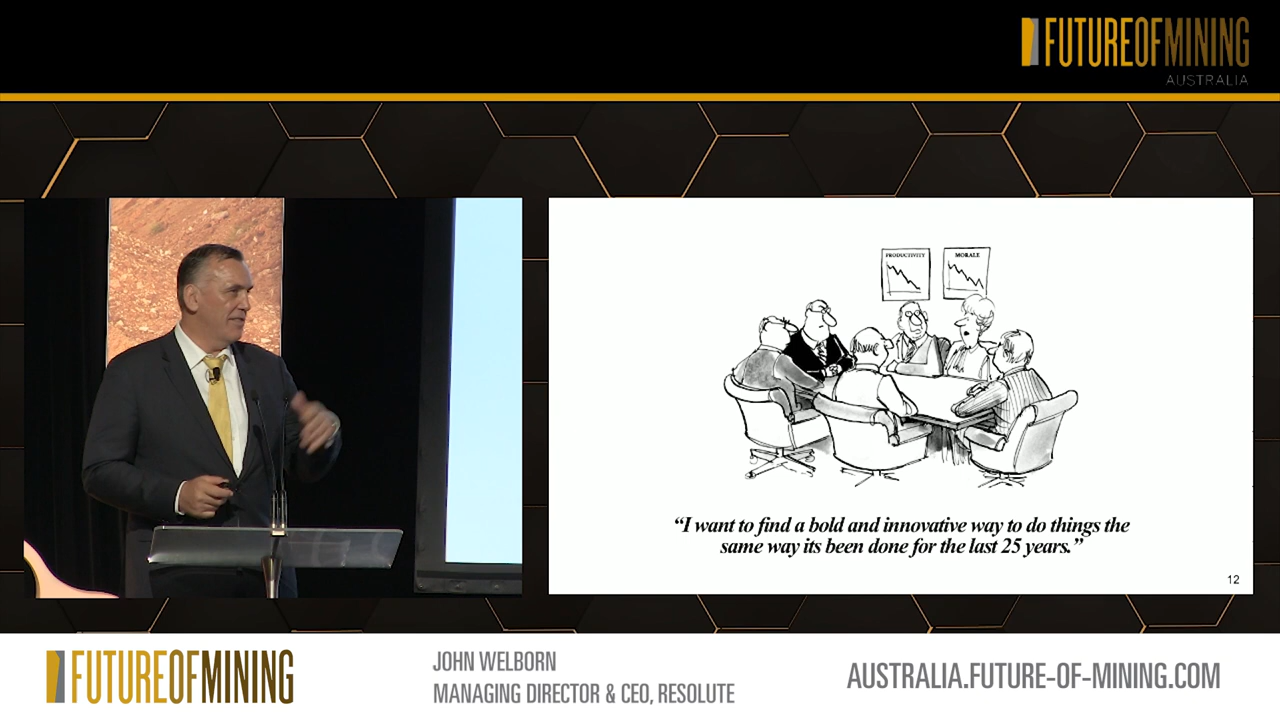 FUTUREOFMINING
AUSTRALIA
PRODUCTIVITY
MORALE
“I want to find a bold and innovative way to do things the
same way its been done for the last 25 years.”
12
FUTUREOFMINING
JOHN WELBORN
MANAGING DIRECTOR & CEO, RESOLUTE
AUSTRALIA.FUTURE-OF-MINING.COM